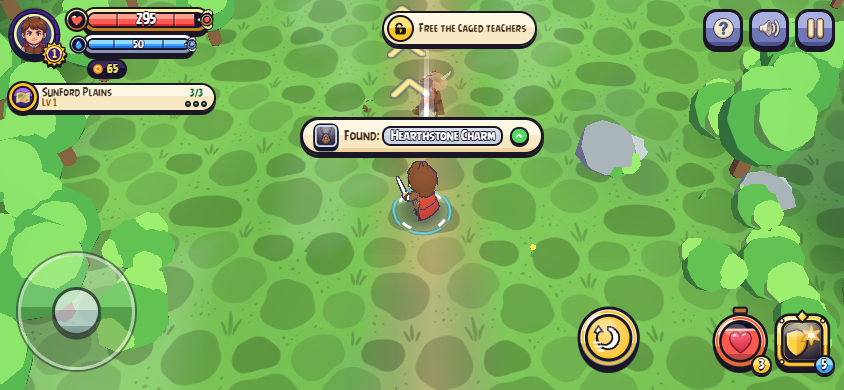 295
50
1
65
Sunford Plains
3/3
LV 1
Free the caged teachers
?
Found: Hearthstone Charm
3
5